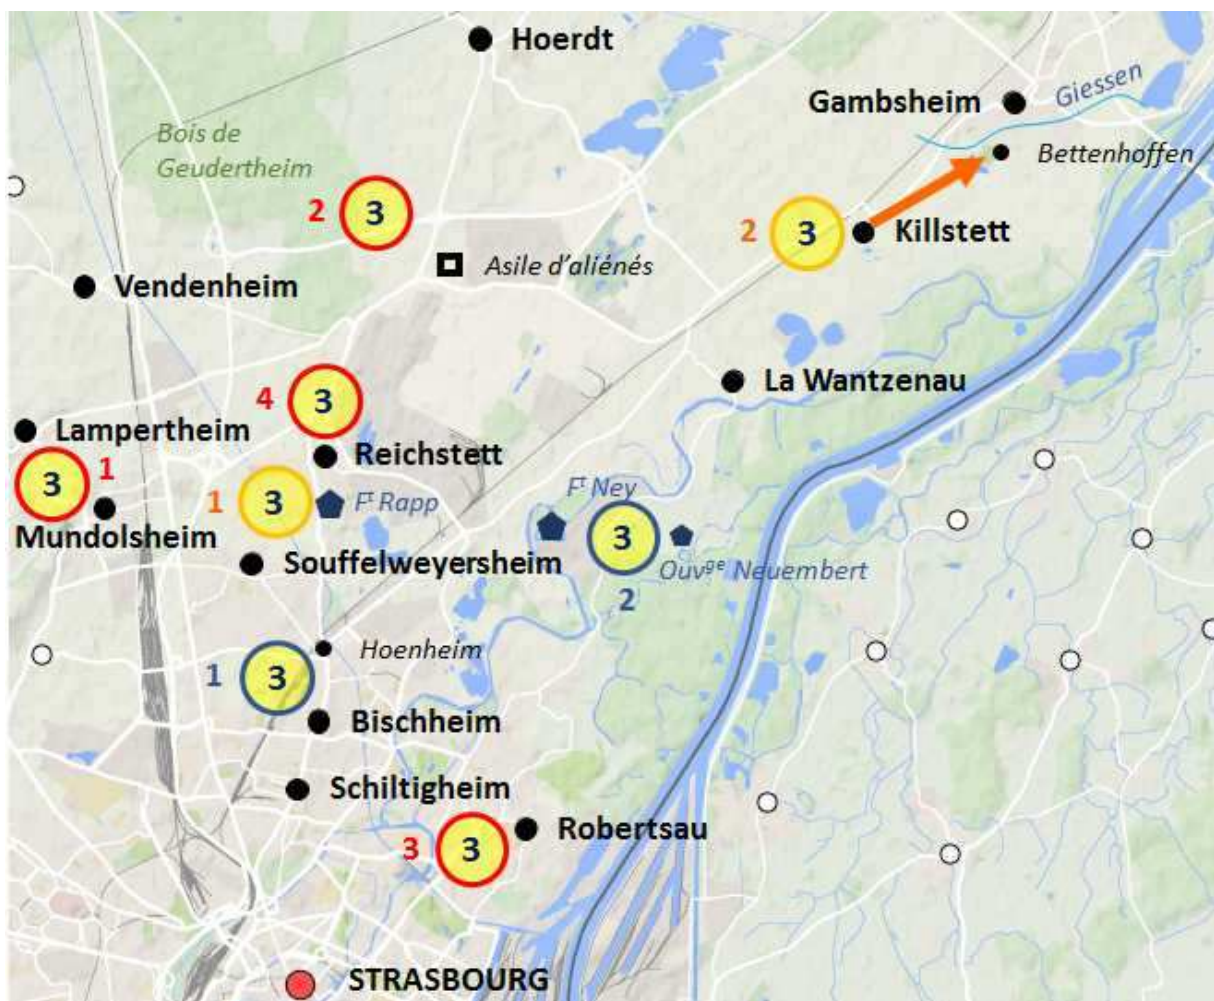 Hoerdt
Giessen
Gambsheim
Bois de
Geudertheim
Bettenhoffen
2 3
2 3
Killstett
Asile d'aliénés
Vendenheim
La Wantzenau
4 3
Lampertheim
Reichstett
3 1
1 3
Fᵗ Rapp
Fᵗ Ney
Mundolsheim
3
Souffelweyersheim
Ouvᵍᵉ Neuembert
2
Hoenheim
1 3
Bischheim
Schiltigheim
Robertsau
3 3
STRASBOURG